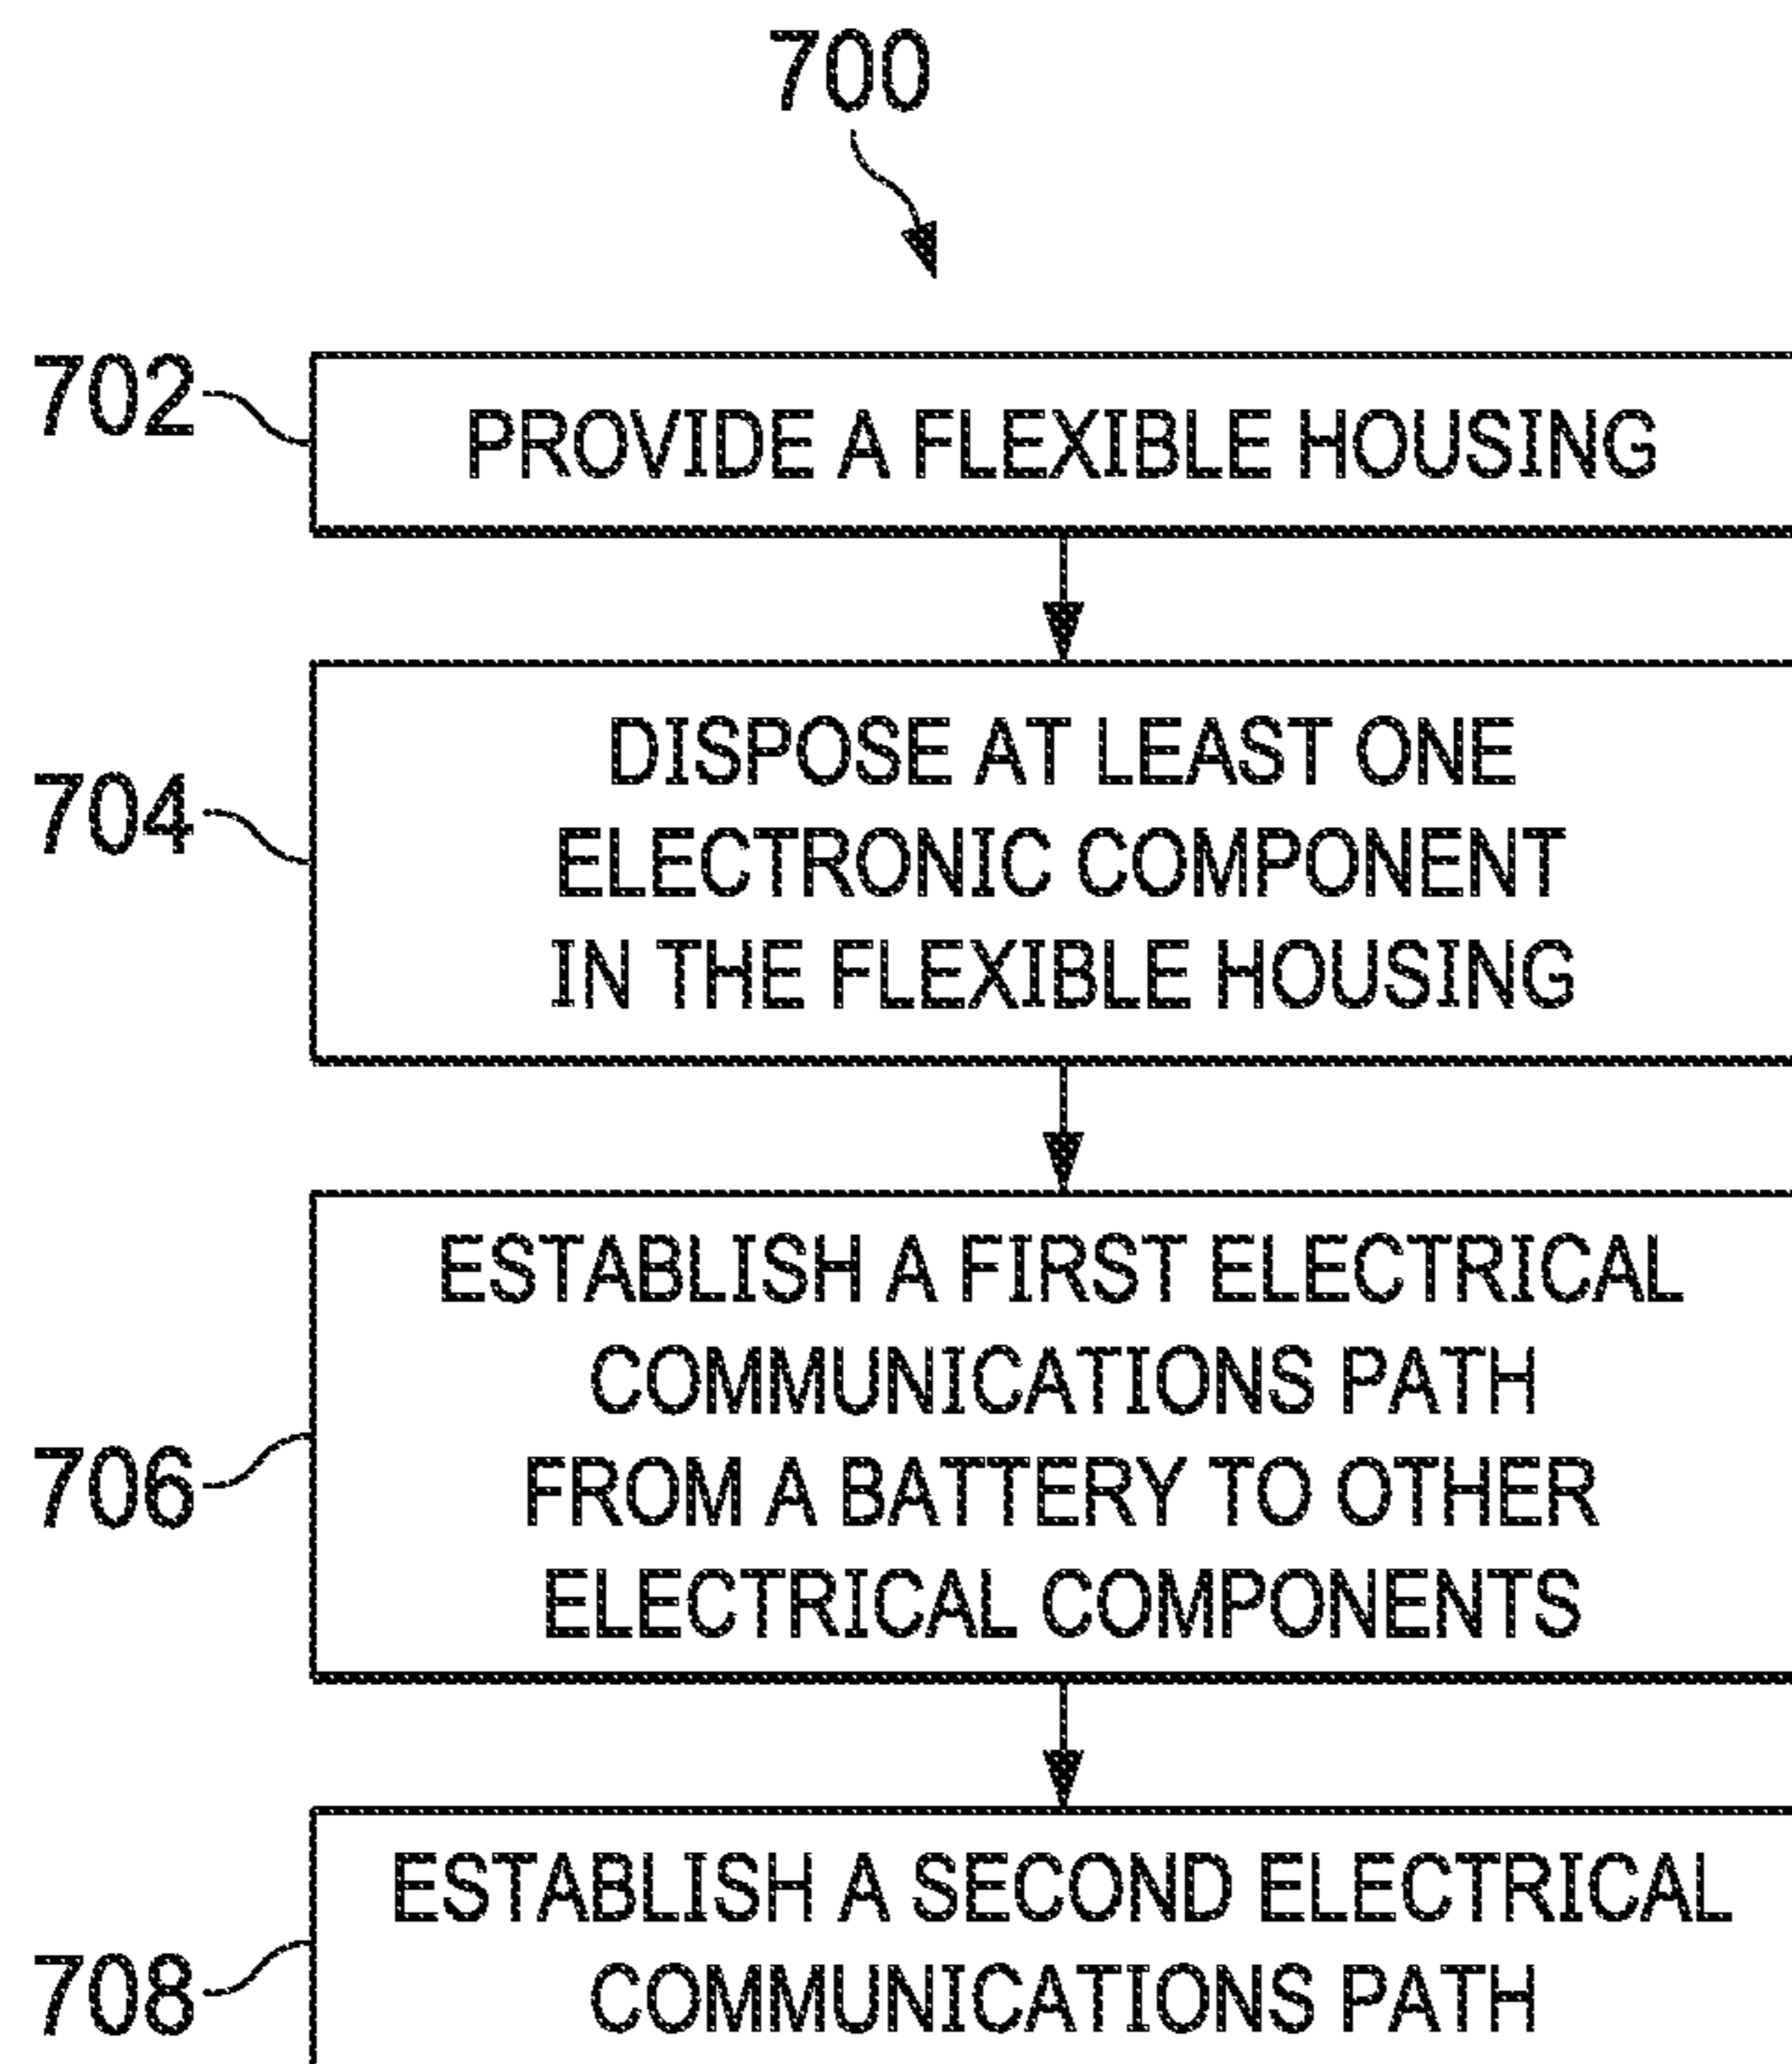 700
702
PROVIDE A FLEXIBLE HOUSING
704
DISPOSE AT LEAST ONE
ELECTRONIC COMPONENT
IN THE FLEXIBLE HOUSING
706
ESTABLISH A FIRST ELECTRICAL
COMMUNICATIONS PATH
FROM A BATTERY TO OTHER
ELECTRICAL COMPONENTS
708
ESTABLISH A SECOND ELECTRICAL
COMMUNICATIONS PATH